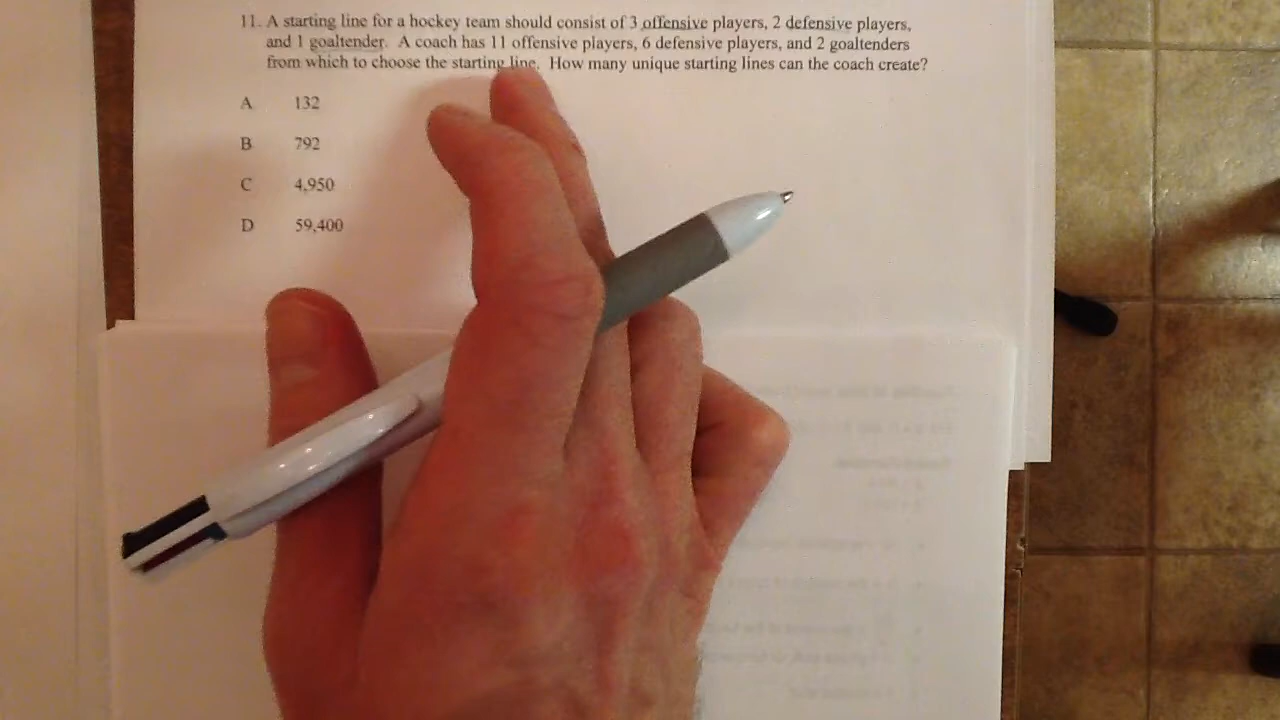 11. A starting line for a hockey team should consist of 3 offensive players, 2 defensive players,
and 1 goaltender. A coach has 11 offensive players, 6 defensive players, and 2 goaltenders
from which to choose the starting line. How many unique starting lines can the coach create?
A 132
B 792
C 4,950
D 59,400